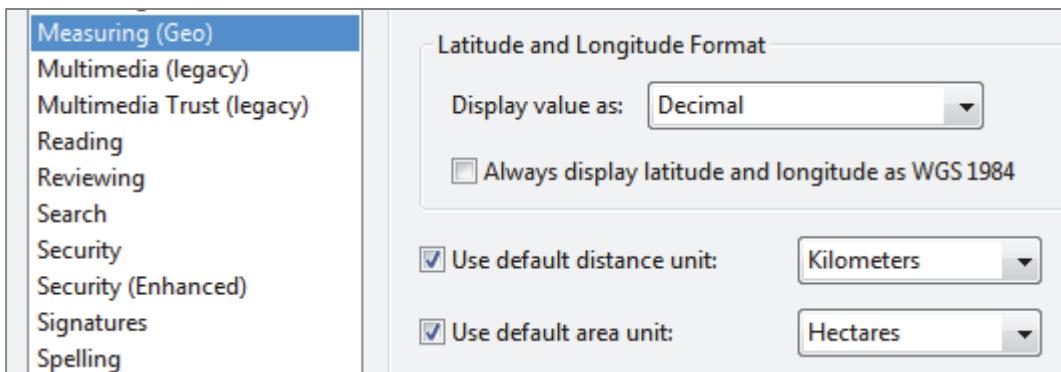 Measuring (Geo)
Multimedia (legacy)
Multimedia Trust (legacy)
Reading
Reviewing
Search
Security
Security (Enhanced)
Signatures
Spelling
Latitude and Longitude Format
Display value as: Decimal
Always display latitude and longitude as WGS 1984
Use default distance unit: Kilometers
Use default area unit: Hectares